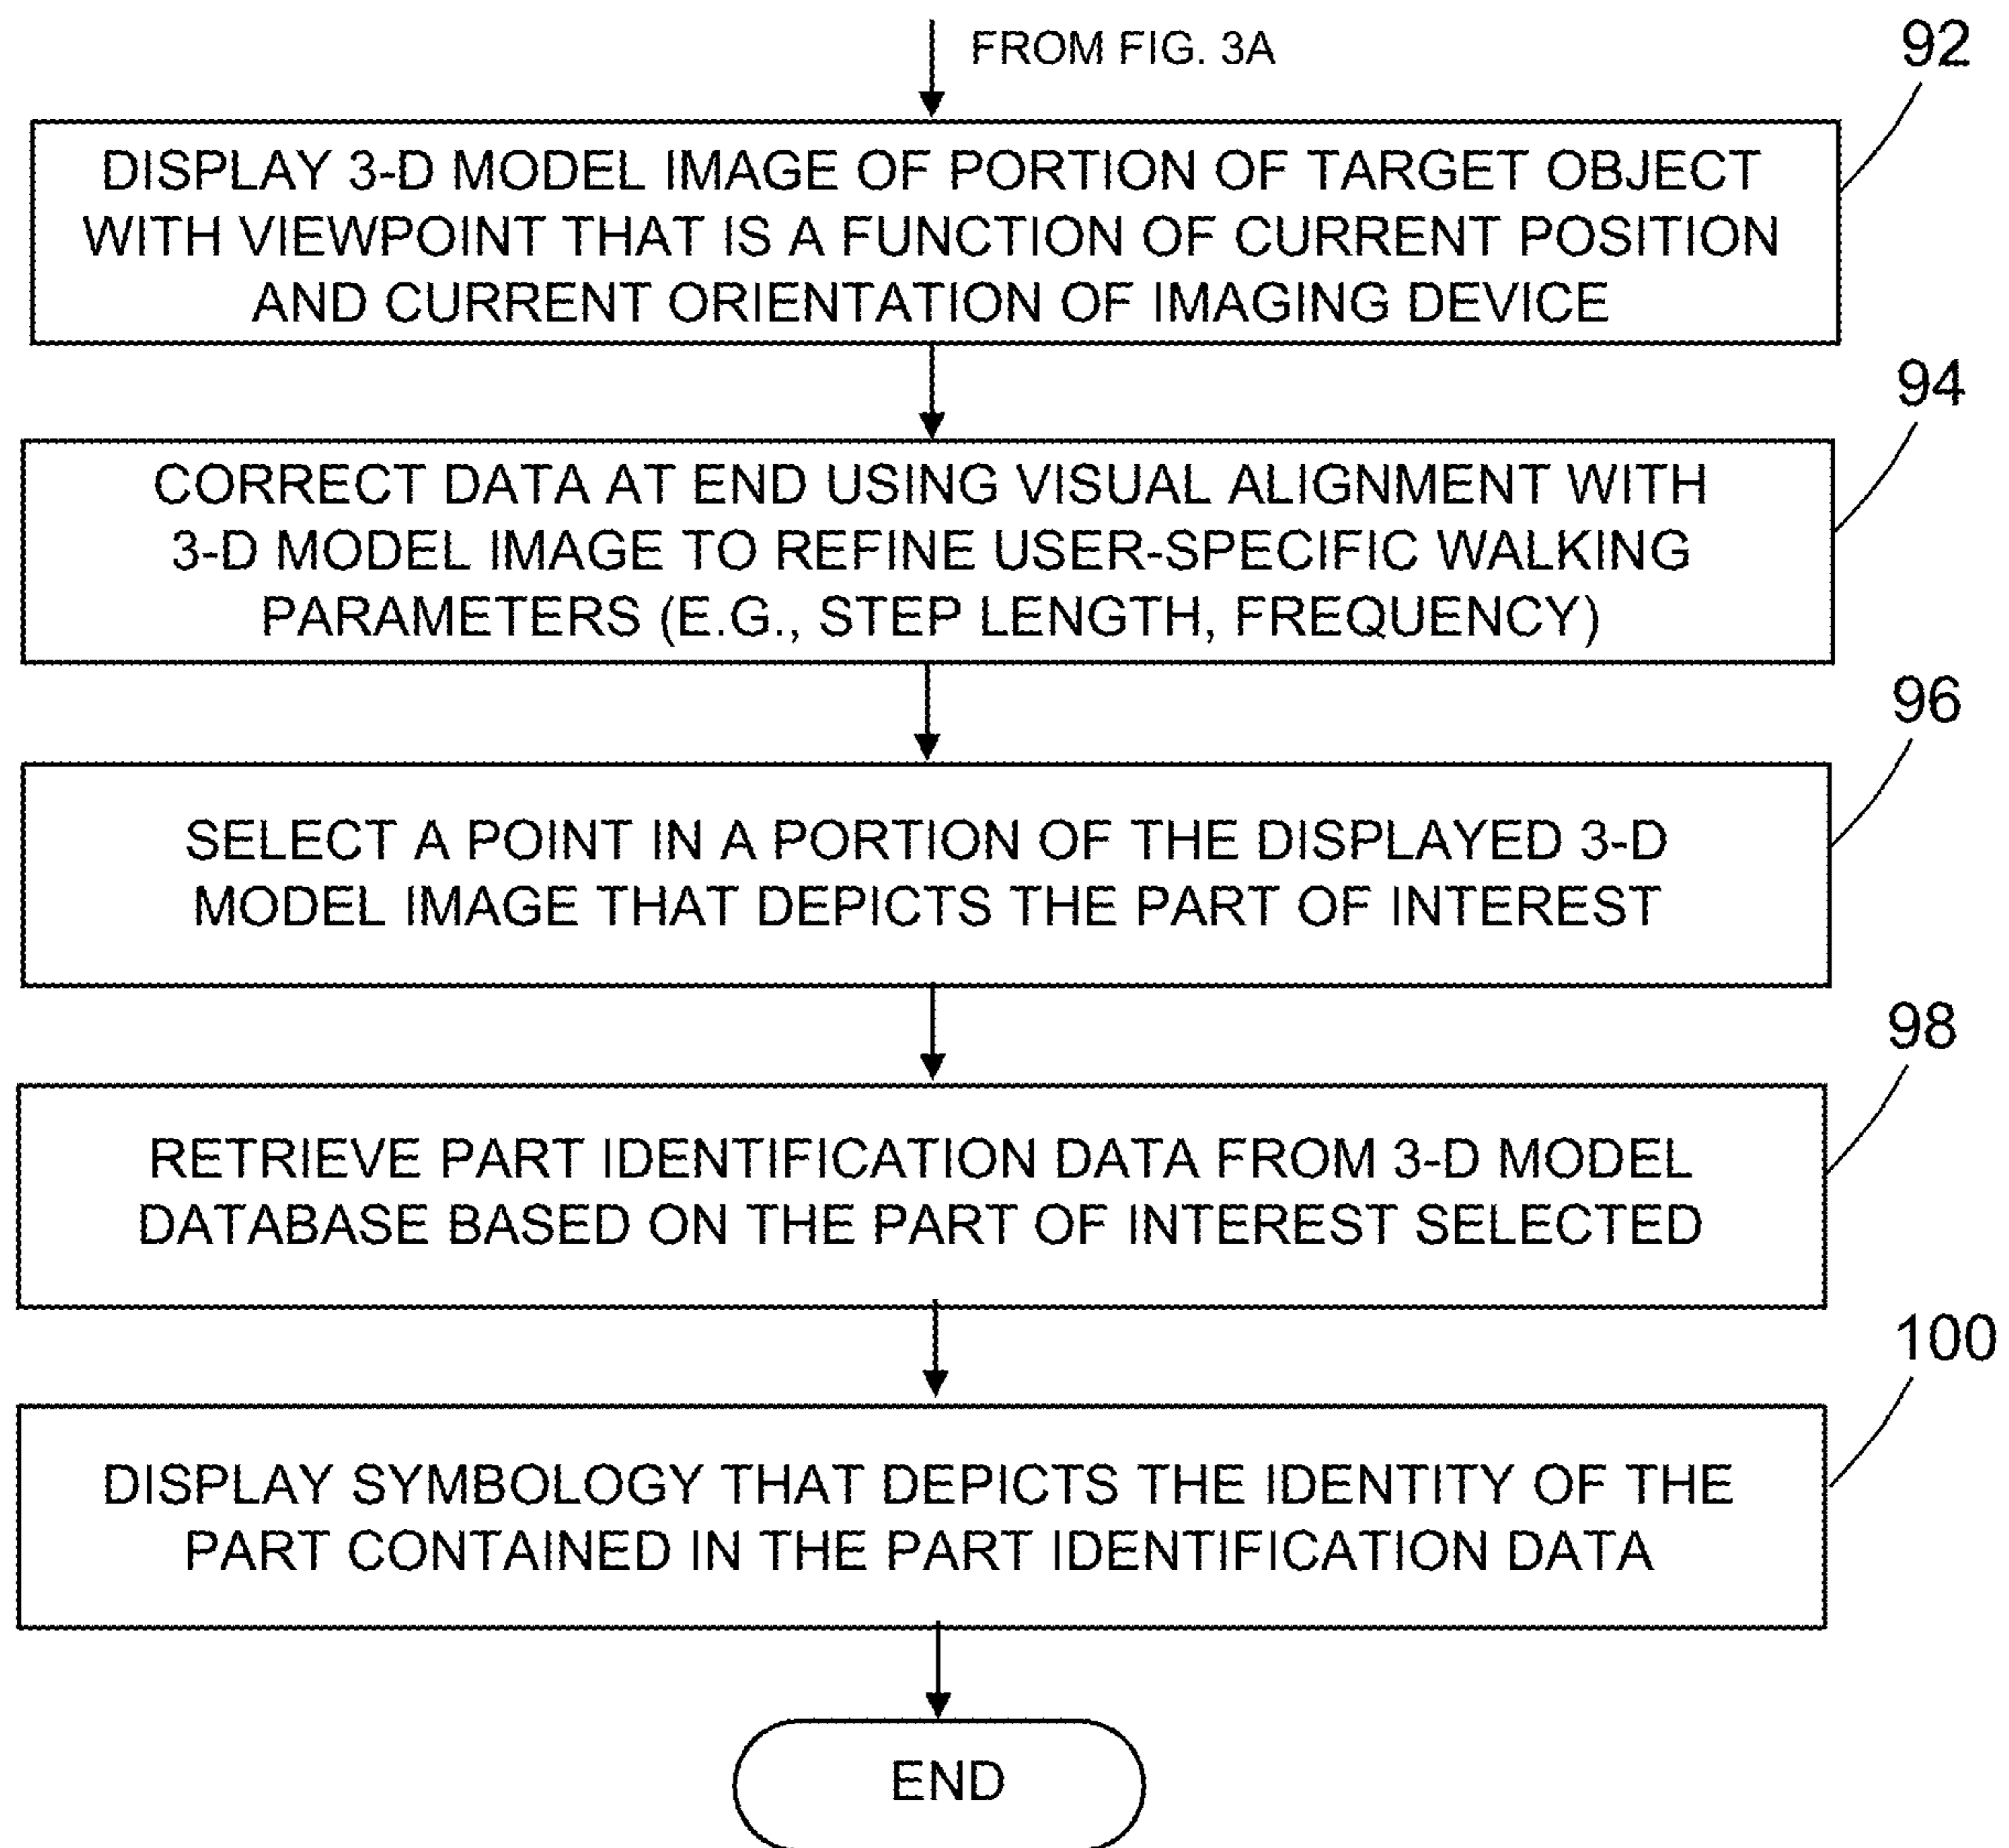 FROM FIG. 3A
92
DISPLAY 3-D MODEL IMAGE OF PORTION OF TARGET OBJECT
WITH VIEWPOINT THAT IS A FUNCTION OF CURRENT POSITION
AND CURRENT ORIENTATION OF IMAGING DEVICE
94
CORRECT DATA AT END USING VISUAL ALIGNMENT WITH
3-D MODEL IMAGE TO REFINE USER-SPECIFIC WALKING
PARAMETERS (E.G., STEP LENGTH, FREQUENCY)
96
SELECT A POINT IN A PORTION OF THE DISPLAYED 3-D
MODEL IMAGE THAT DEPICTS THE PART OF INTEREST
98
RETRIEVE PART IDENTIFICATION DATA FROM 3-D MODEL
DATABASE BASED ON THE PART OF INTEREST SELECTED
100
DISPLAY SYMBOLOGY THAT DEPICTS THE IDENTITY OF THE
PART CONTAINED IN THE PART IDENTIFICATION DATA
END